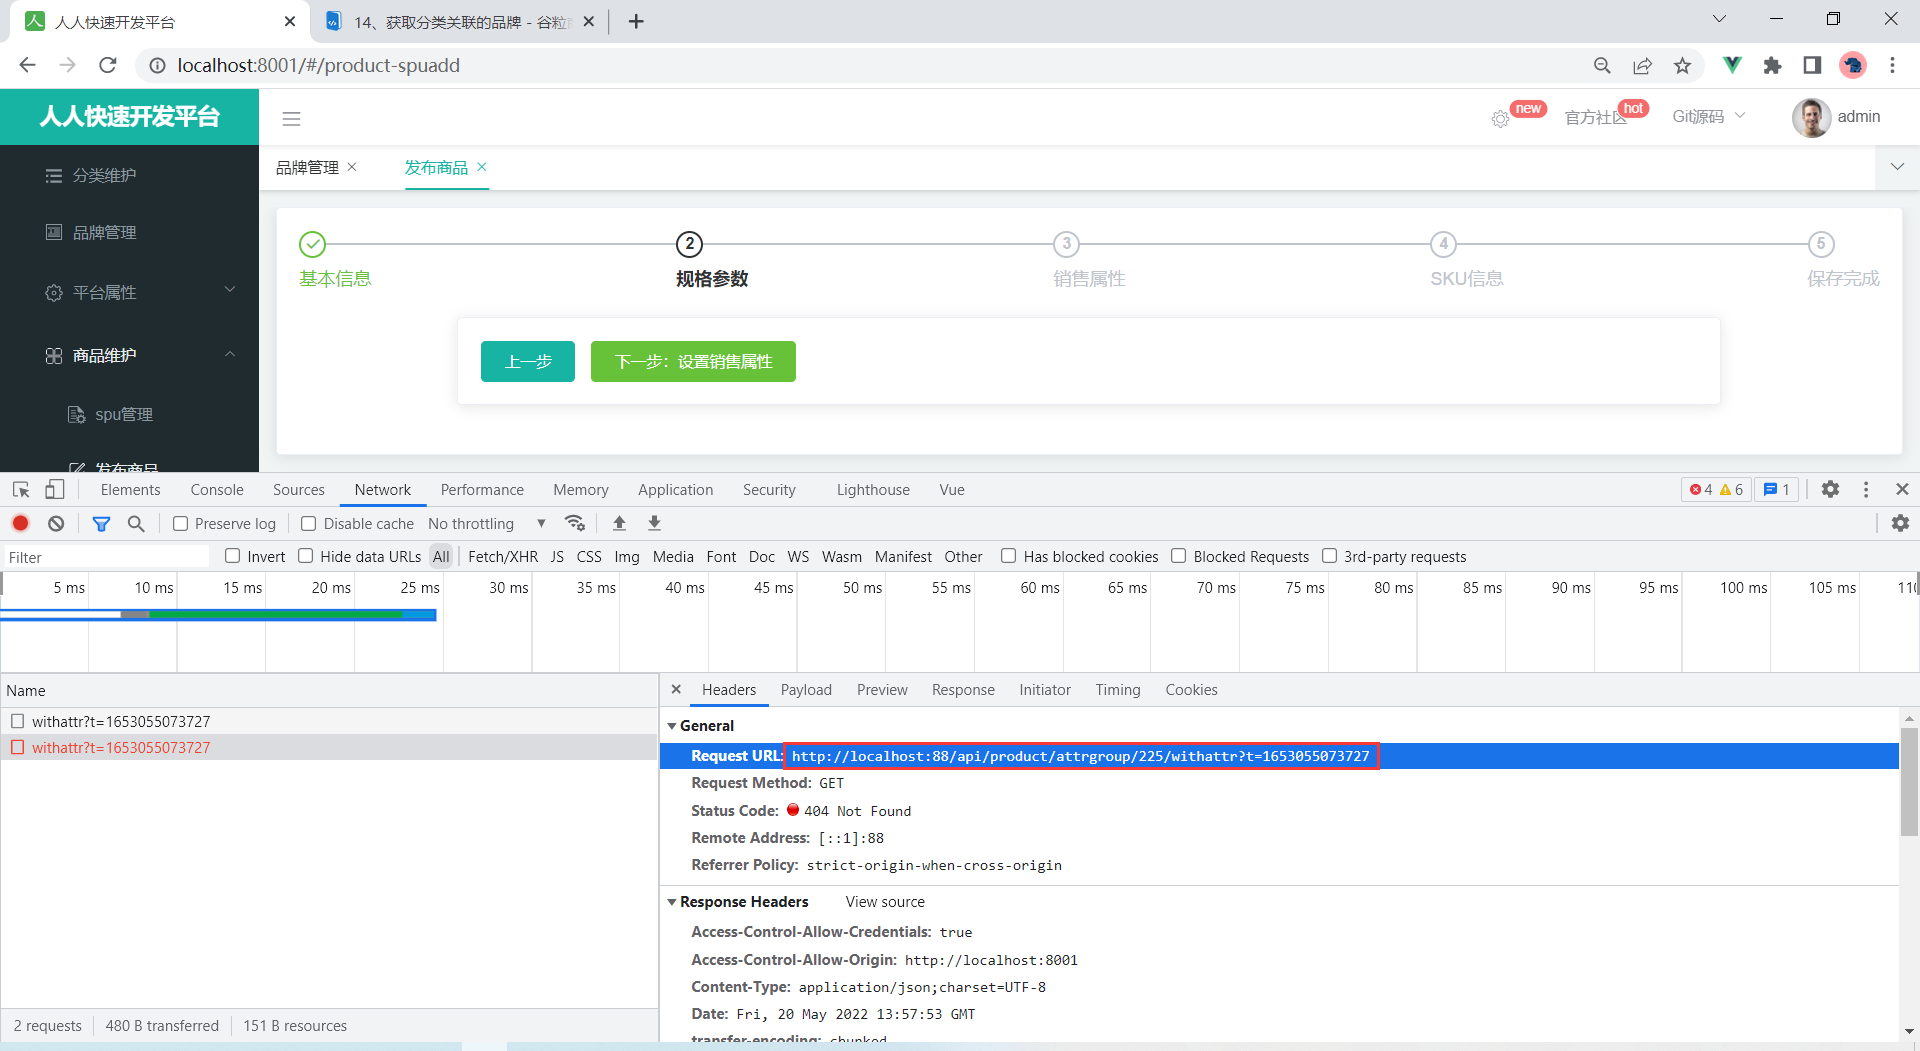 人人快速开发平台
14、获取分类关联的品牌 - 谷粒
localhost:8001/#/product-spuadd
人人快速开发平台
new
官方社区
hot
Git源码
admin
品牌管理
发布商品
分类维护
品牌管理
平台属性
商品维护
spu管理
发布商品
2
3
4
5
基本信息
规格参数
销售属性
SKU信息
保存完成
上一步
下一步：设置销售属性
Elements Console Sources Network Performance Memory Application Security Lighthouse Vue
4 6 1
Preserve log Disable cache No throttling
Filter Invert Hide data URLs All Fetch/XHR JS CSS Img Media Font Doc WS Wasm Manifest Other Has blocked cookies Blocked Requests 3rd-party requests
5 ms 10 ms 15 ms 20 ms 25 ms 30 ms 35 ms 40 ms 45 ms 50 ms 55 ms 60 ms 65 ms 70 ms 75 ms 80 ms 85 ms 90 ms 95 ms 100 ms 105 ms
Name
withattr?t=1653055073727
withattr?t=1653055073727
2 requests 480 B transferred 151 B resources
Headers Payload Preview Response Initiator Timing Cookies
General
Request URL: http://localhost:88/api/product/attrgroup/225/withattr?t=1653055073727
Request Method: GET
Status Code: 404 Not Found
Remote Address: [::1]:88
Referrer Policy: strict-origin-when-cross-origin
Response Headers View source
Access-Control-Allow-Credentials: true
Access-Control-Allow-Origin: http://localhost:8001
Content-Type: application/json;charset=UTF-8
Date: Fri, 20 May 2022 13:57:53 GMT
transfer-encoding: chunked